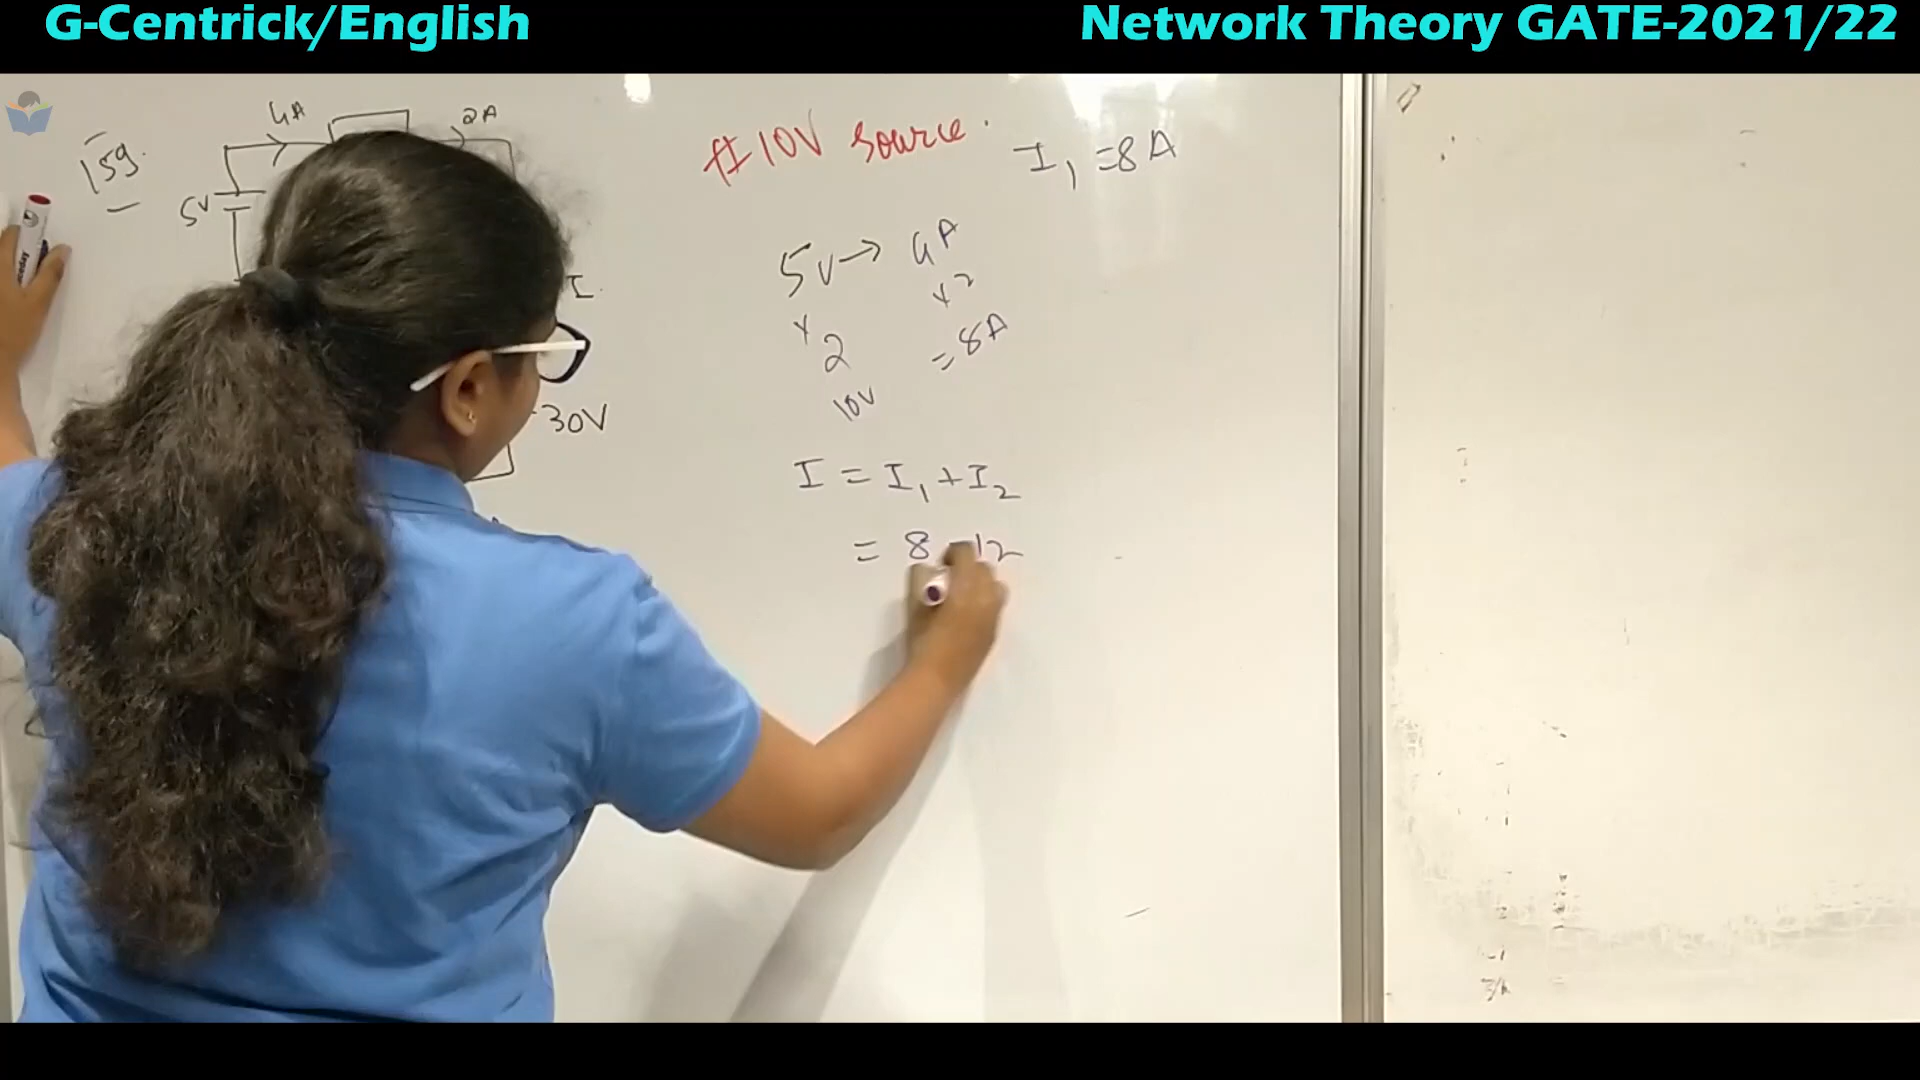 G-Centrick/English
Network Theory GATE-2021/22
159.
4A
2A
5V
I.
30V
# 10V source. I₁ = 8A
5V → 4A
× 2
× 2
= 8A
10V
I = I₁ + I₂
= 8 - 12